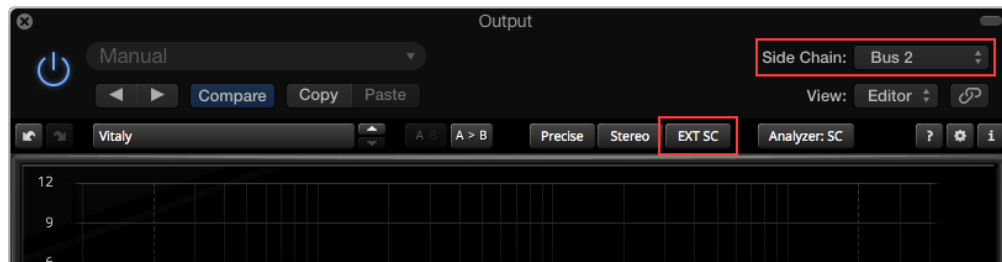 Output
Manual
Side Chain: Bus 2
Compare Copy Paste View: Editor
Vitaly A B A > B Precise Stereo EXT SC Analyzer: SC ? i
12
9
6